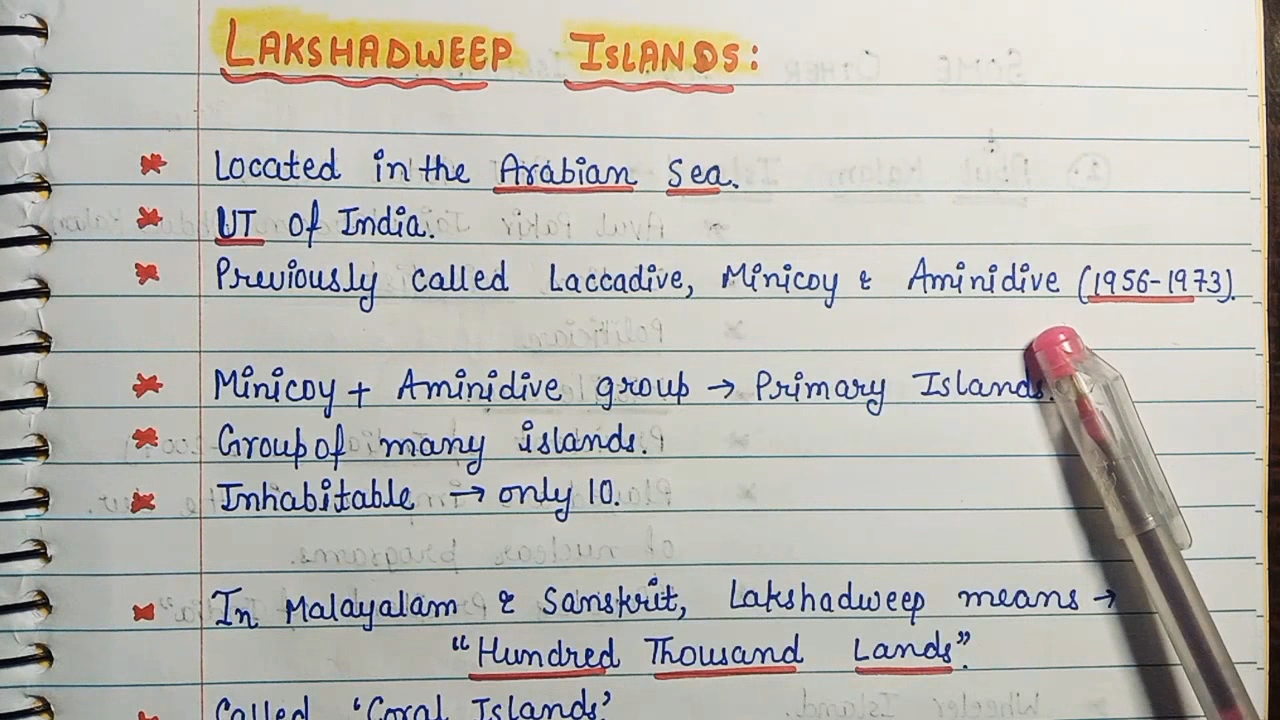 LAKSHADWEEP ISLANDS:
* Located in the Arabian Sea.
* UT of India.
* Previously called Laccadive, Minicoy & Aminidive (1956-1973).
* Minicoy + Aminidive group → Primary Islands.
* Group of many islands.
* Inhabitable → only 10.
* In Malayalam & Sanskrit, Lakshadweep means →
"Hundred Thousand Lands".
* Called 'Coral Islands'